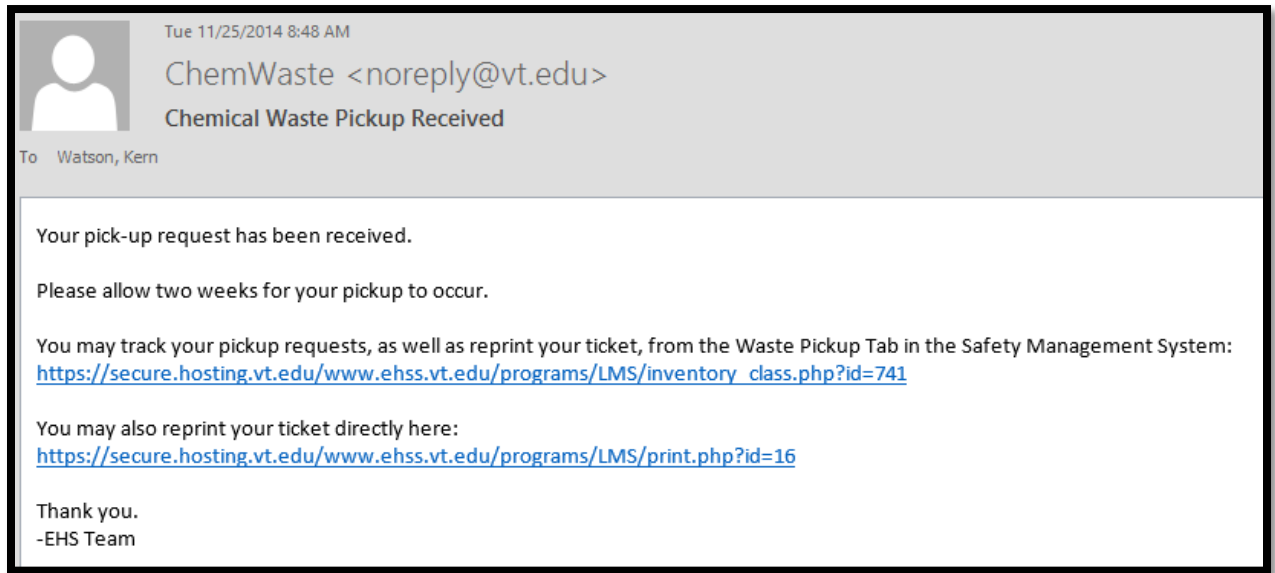 Tue 11/25/2014 8:48 AM
ChemWaste <noreply@vt.edu>
Chemical Waste Pickup Received
To Watson, Kern
Your pick-up request has been received.
Please allow two weeks for your pickup to occur.
You may track your pickup requests, as well as reprint your ticket, from the Waste Pickup Tab in the Safety Management System:
https://secure.hosting.vt.edu/www.ehss.vt.edu/programs/LMS/inventory_class.php?id=741
You may also reprint your ticket directly here:
https://secure.hosting.vt.edu/www.ehss.vt.edu/programs/LMS/print.php?id=16
Thank you.
-EHS Team